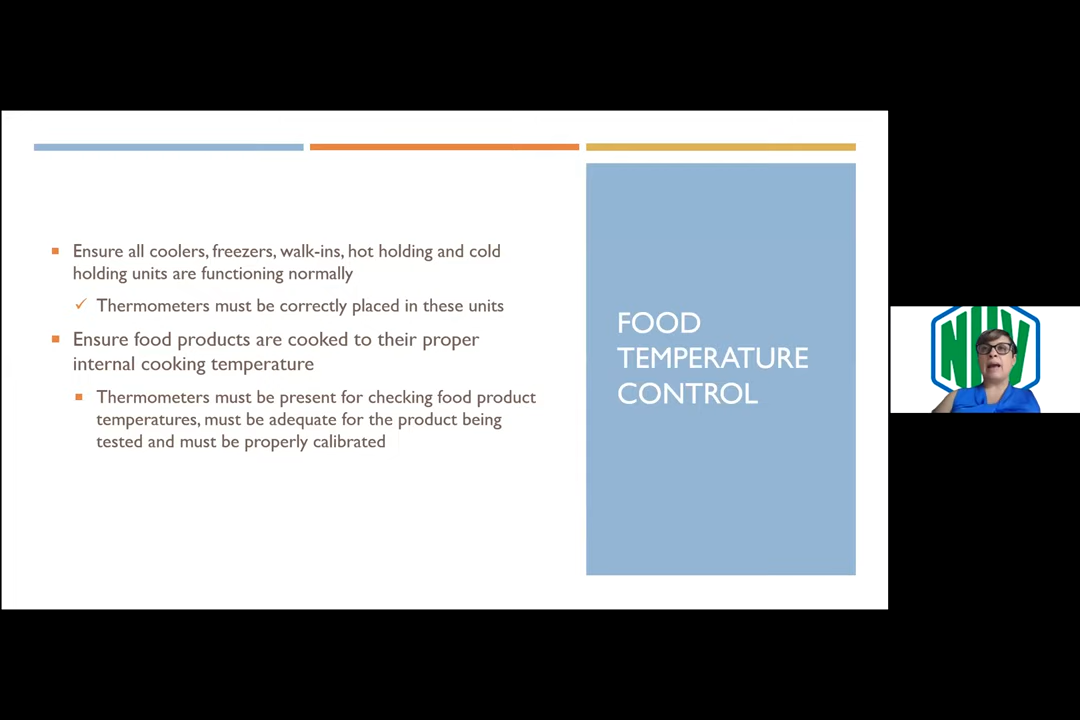 Ensure all coolers, freezers, walk-ins, hot holding and cold
holding units are functioning normally
Thermometers must be correctly placed in these units
Ensure food products are cooked to their proper
internal cooking temperature
Thermometers must be present for checking food product
temperatures, must be adequate for the product being
tested and must be properly calibrated
FOOD
TEMPERATURE
CONTROL